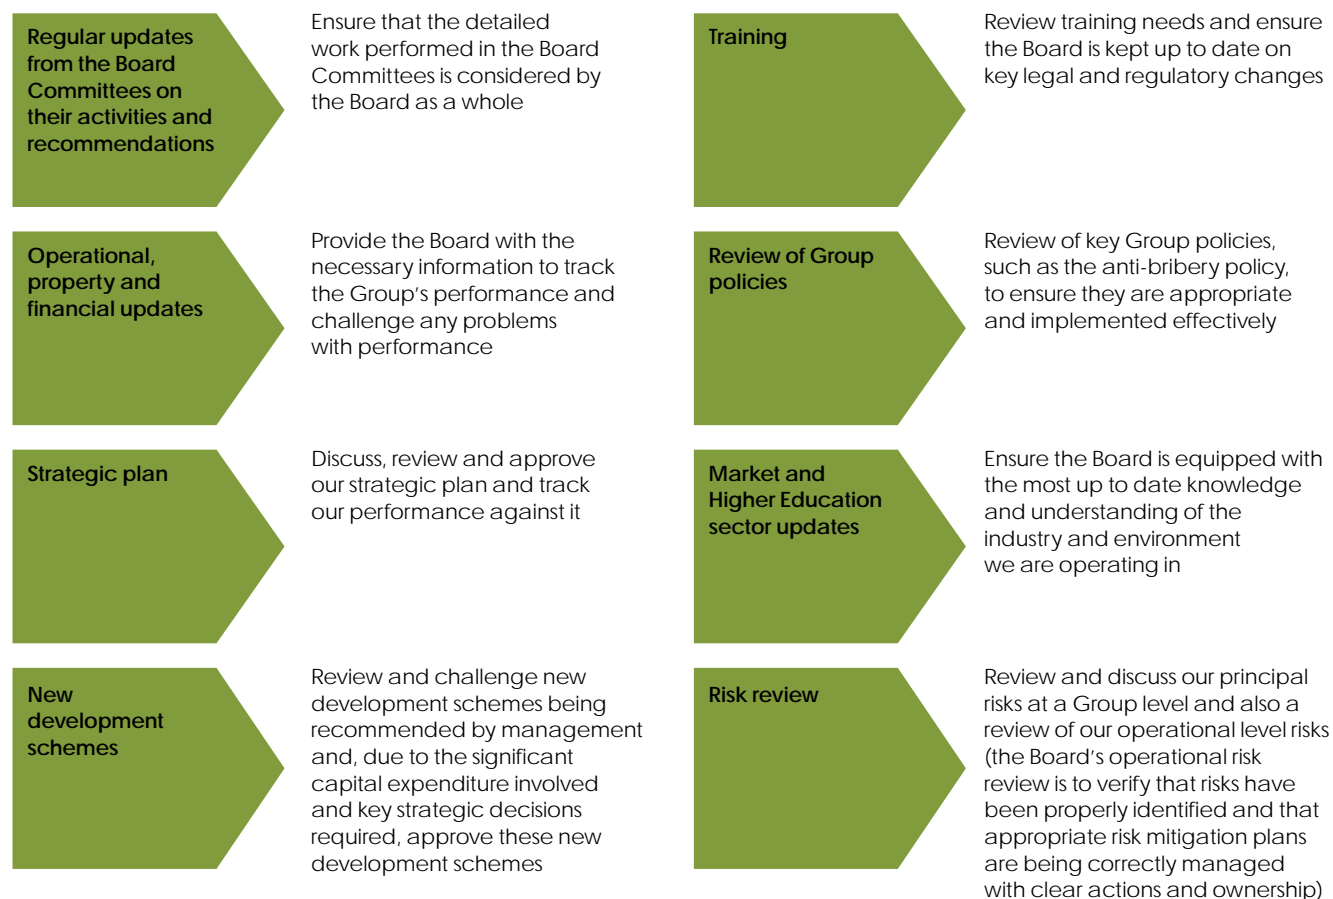 Regular updates
from the Board
Committees on
their activities and
recommendations
Ensure that the detailed
work performed in the Board
Committees is considered by
the Board as a whole
Operational,
property and
financial updates
Provide the Board with the
necessary information to track
the Group's performance and
challenge any problems
with performance
Strategic plan
Discuss, review and approve
our strategic plan and track
our performance against it
New
development
schemes
Review and challenge new
development schemes being
recommended by management
and, due to the significant
capital expenditure involved
and key strategic decisions
required, approve these new
development schemes
Training
Review training needs and ensure
the Board is kept up to date on
key legal and regulatory changes
Review of Group
policies
Review of key Group policies,
such as the anti-bribery policy,
to ensure they are appropriate
and implemented effectively
Market and
Higher Education
sector updates
Ensure the Board is equipped with
the most up to date knowledge
and understanding of the
industry and environment
we are operating in
Risk review
Review and discuss our principal
risks at a Group level and also a
review of our operational level risks
(the Board's operational risk
review is to verify that risks have
been properly identified and that
appropriate risk mitigation plans
are being correctly managed
with clear actions and ownership)